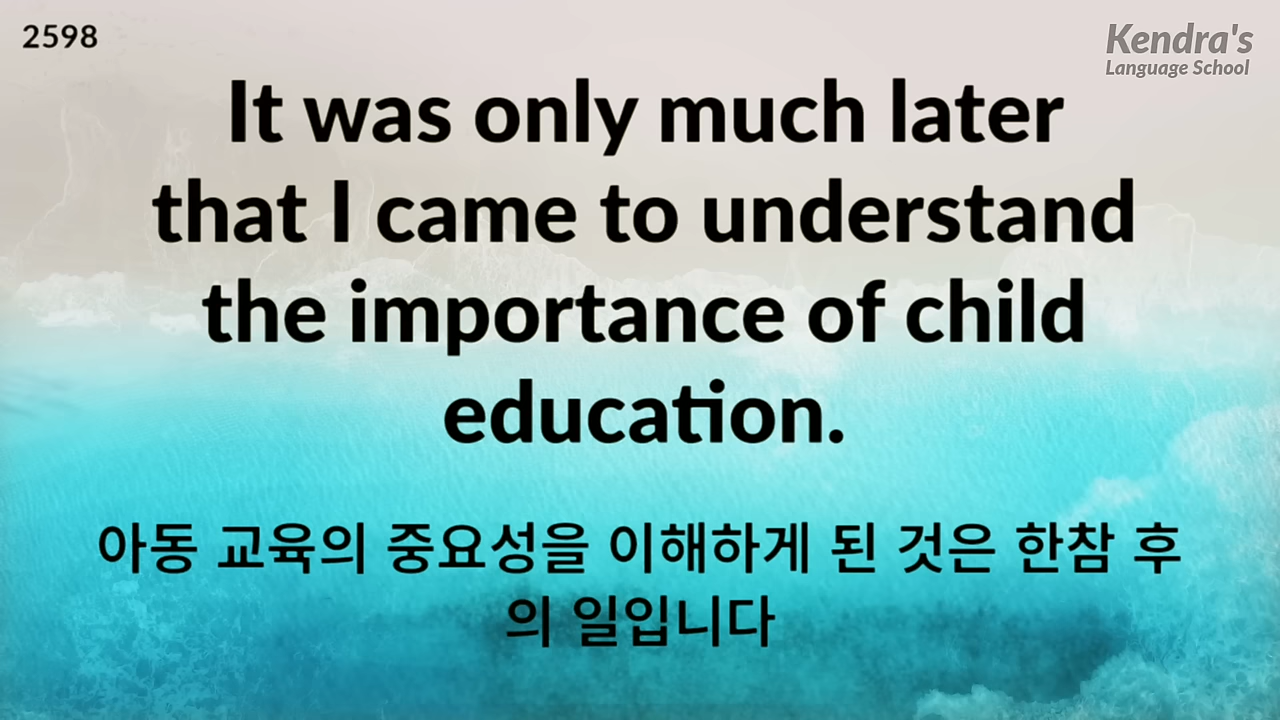 2598
Kendra's
Language School
It was only much later
that I came to understand
the importance of child
education.
아동 교육의 중요성을 이해하게 된 것은 한참 후
의 일입니다